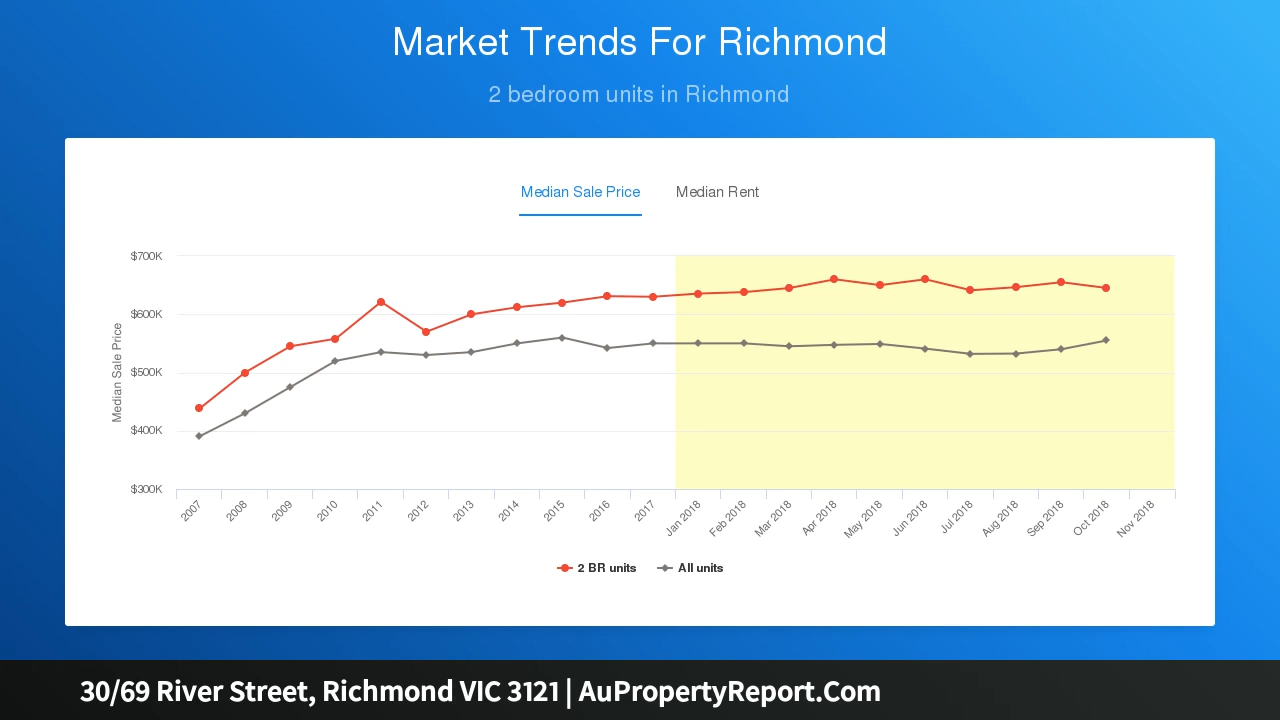 Market Trends For Richmond
2 bedroom units in Richmond
Median Sale Price Median Rent
Median Sale Price
$700K
$600K
$500K
$400K
$300K
2007 2008 2009 2010 2011 2012 2013 2014 2015 2016 2017 Jan 2018 Feb 2018 Mar 2018 Apr 2018 May 2018 Jun 2018 Jul 2018 Aug 2018 Sep 2018 Oct 2018 Nov 2018
2 BR units All units
30/69 River Street, Richmond VIC 3121 | AuPropertyReport.Com